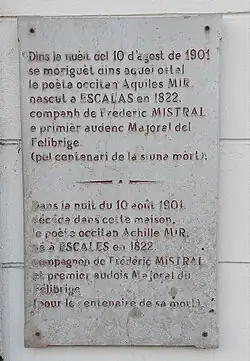 Dins la nuèit del 10 d'agost de 1901
se moriguèt dins aquel ostal
lo poèta occitan Aquiles MIR.
nascut a ESCALAS en 1822.
companh de Frederic MISTRAL
e primièr audenc Majoral del
Felibrige.
(pel centenari de la siuna mort).
Dans la nuit du 10 août 1901
décéda dans cette maison,
le poète occitan Achille MIR.
né à ESCALES en 1822.
compagnon de Frédéric MISTRAL
et premier audois Majoral du
Félibrige
(pour le centenaire de sa mort).